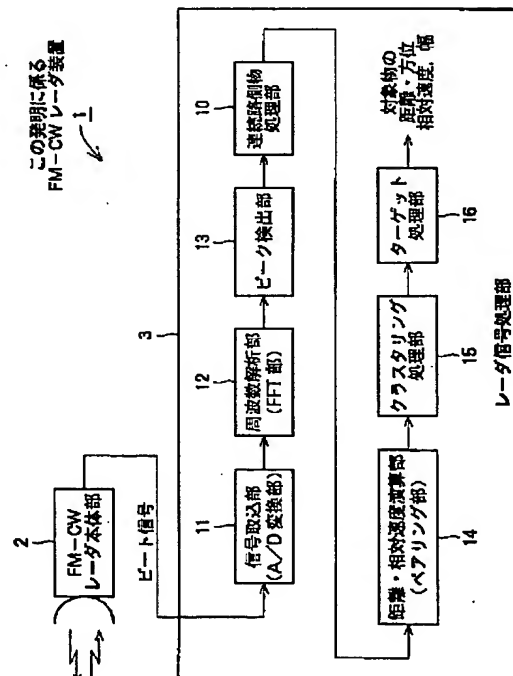 この発明に係る
FM-CW レーダ装置
1
2
FM-CW
レーダ本体部
ビート信号
3
11
信号取込部
(A/D 変換部)
12
周波数解析部
(FFT 部)
13
ピーク検出部
10
連続路側物
処理部
距離・相対速度演算部
(ペアリング部)
14
クラスタリング
処理部
15
ターゲット
処理部
16
対象物の
距離・方位
相対速度, 幅
レーダ信号処理部